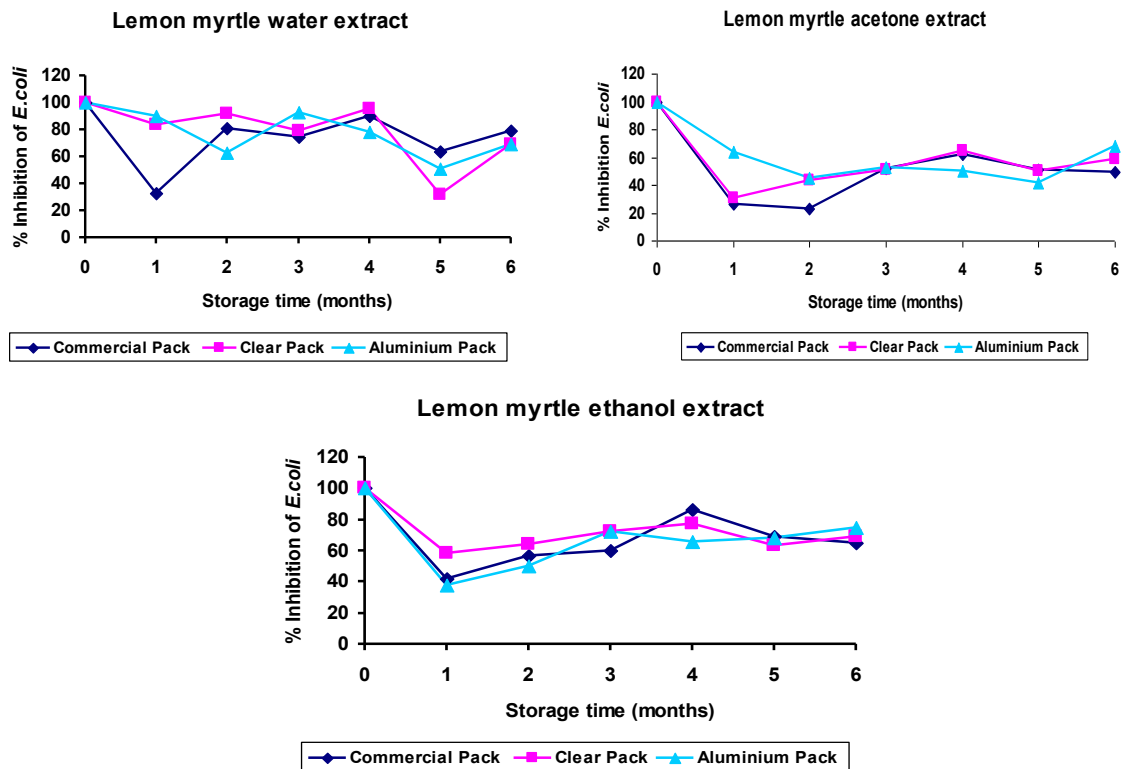 Lemon myrtle water extract
% Inhibition of E.coli
120
100
80
60
40
20
0
0 1 2 3 4 5 6
Storage time (months)
Commercial Pack Clear Pack Aluminium Pack
Lemon myrtle acetone extract
% Inhibition E.coli
120
100
80
60
40
20
0
0 1 2 3 4 5 6
Storage time (months)
Commercial Pack Clear Pack Aluminium Pack
Lemon myrtle ethanol extract
% Inhibition of E.coli
120
100
80
60
40
20
0
0 1 2 3 4 5 6
Storage time (months)
Commercial Pack Clear Pack Aluminium Pack